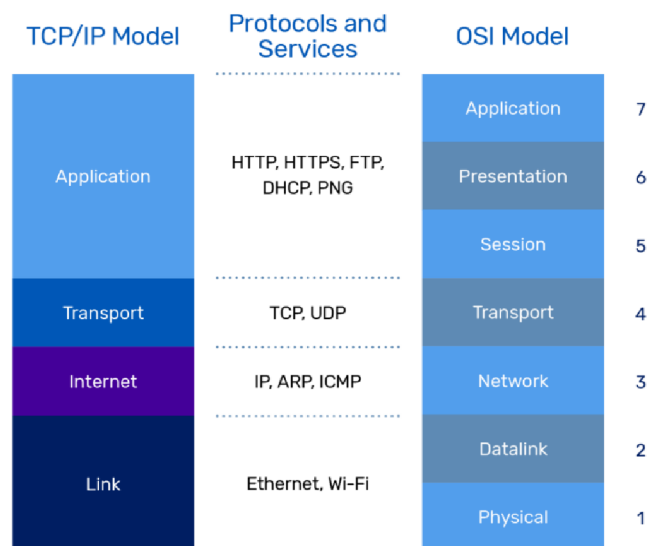 TCP/IP Model
Protocols and
Services
OSI Model
Application
HTTP, HTTPS, FTP,
DHCP, PNG
Application
7
Presentation
6
Session
5
Transport
TCP, UDP
Transport
4
Internet
IP, ARP, ICMP
Network
3
Link
Ethernet, Wi-Fi
Datalink
2
Physical
1